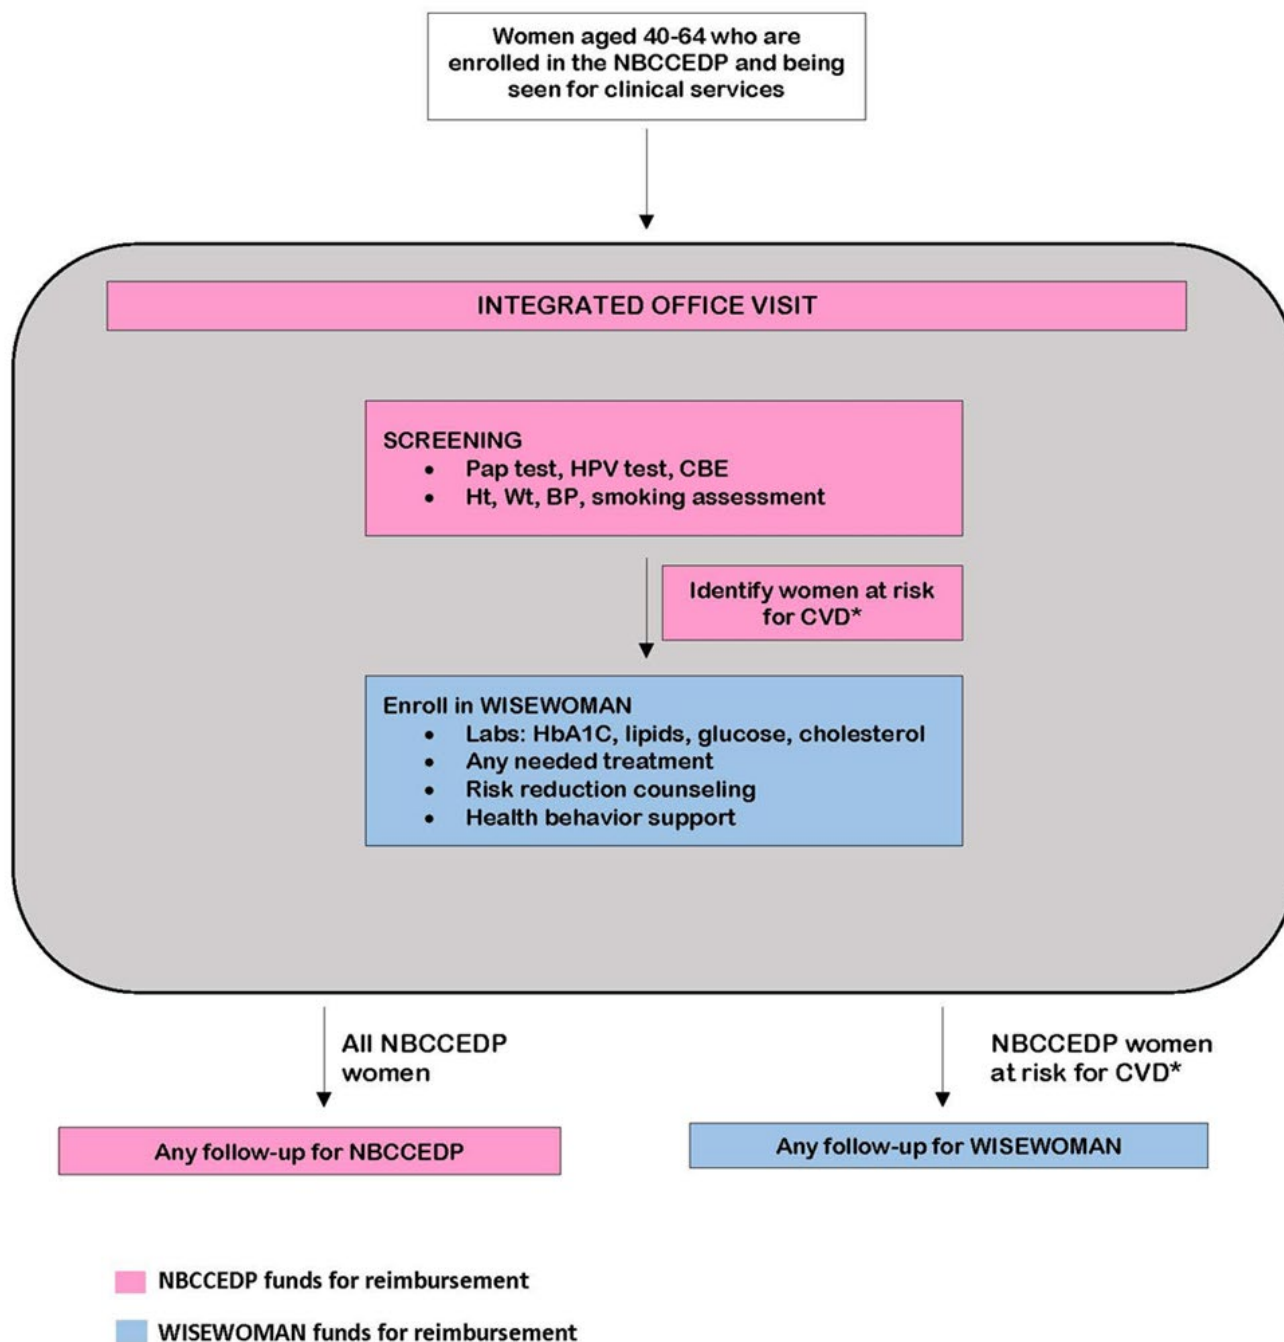 Women aged 40-64 who are
enrolled in the NBCCEDP and being
seen for clinical services
INTEGRATED OFFICE VISIT
SCREENING
• Pap test, HPV test, CBE
• Ht, Wt, BP, smoking assessment
Identify women at risk
for CVD*
Enroll in WISEWOMAN
• Labs: HbA1C, lipids, glucose, cholesterol
• Any needed treatment
• Risk reduction counseling
• Health behavior support
All NBCCEDP
women
NBCCEDP women
at risk for CVD*
Any follow-up for NBCCEDP
Any follow-up for WISEWOMAN
NBCCEDP funds for reimbursement
WISEWOMAN funds for reimbursement